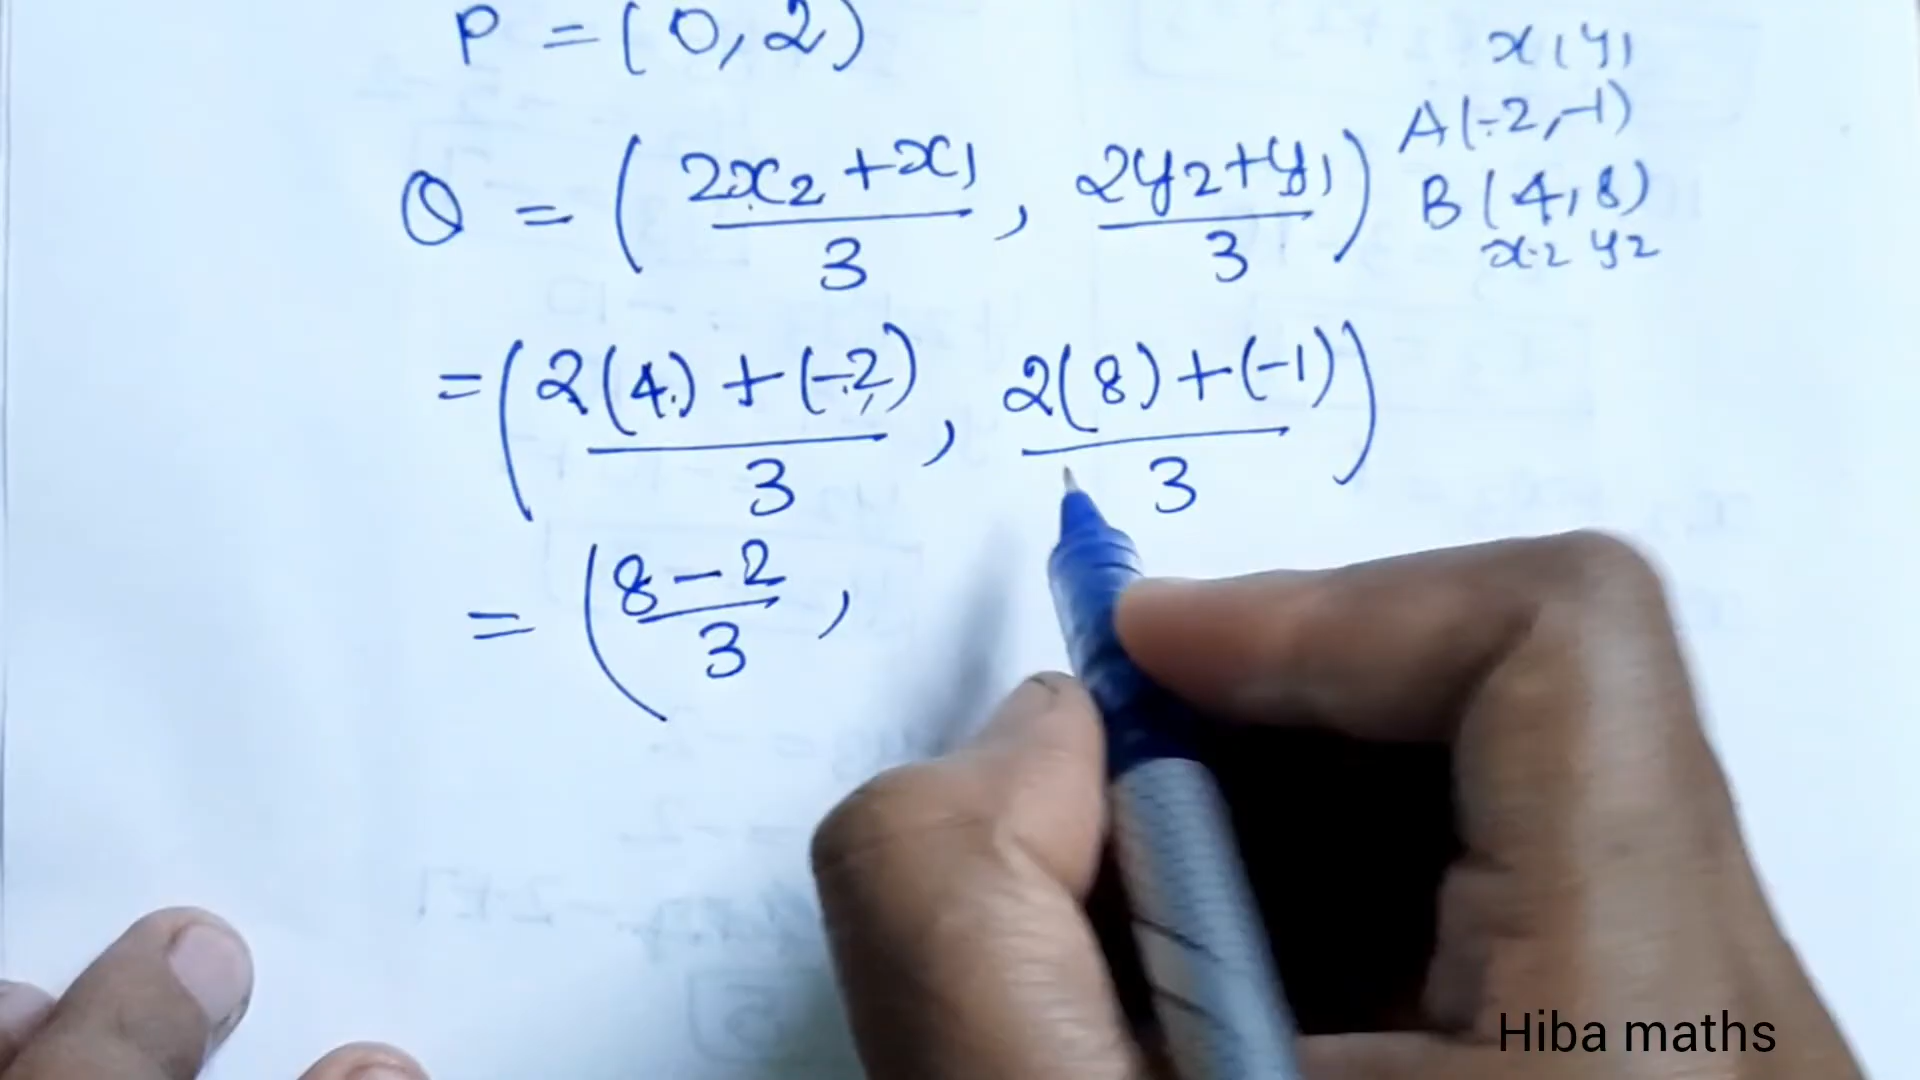 P = (0, 2)
x1 y1
A(-2, -1)
Q = (2x2 + x1 / 3, 2y2 + y1 / 3)
B(4, 8)
x2 y2
= (2(4) + (-2) / 3, 2(8) + (-1) / 3)
= (8 - 2 / 3,
Hiba maths